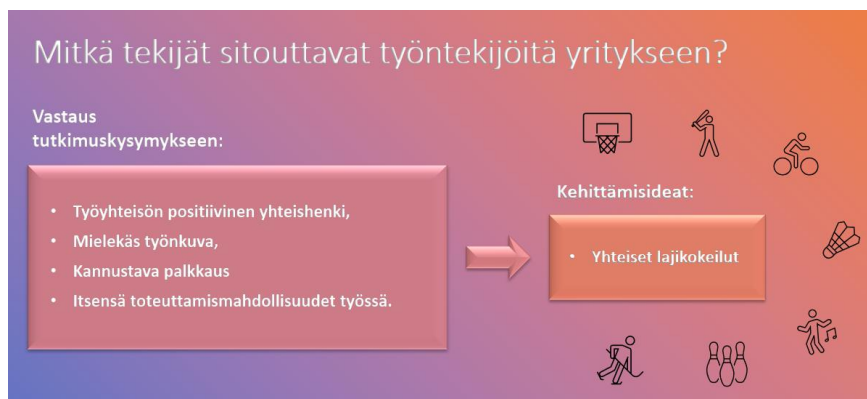 Mitkä tekijät sitouttavat työntekijöitä yritykseen?
Vastaus
tutkimuskysymykseen:
• Työyhteisön positiivinen yhteishenki,
• Mielekäs työnkuva,
• Kannustava palkkaus
• Itsensä toteuttamismahdollisuudet työssä.
Kehittämisideat:
• Yhteiset lajikokeilut